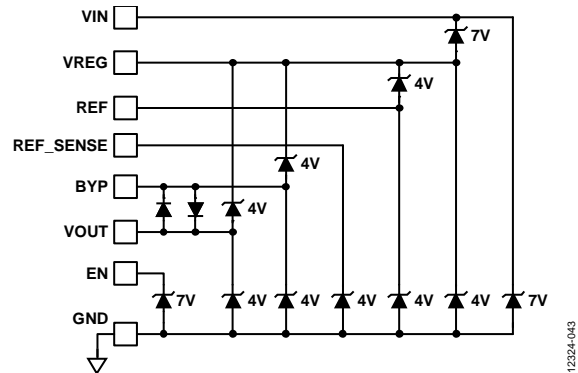 VIN
7V
VREG
4V
REF
REF_SENSE
4V
BYP
4V
VOUT
EN
7V 4V 4V 4V 4V 4V 7V
GND
12324-043